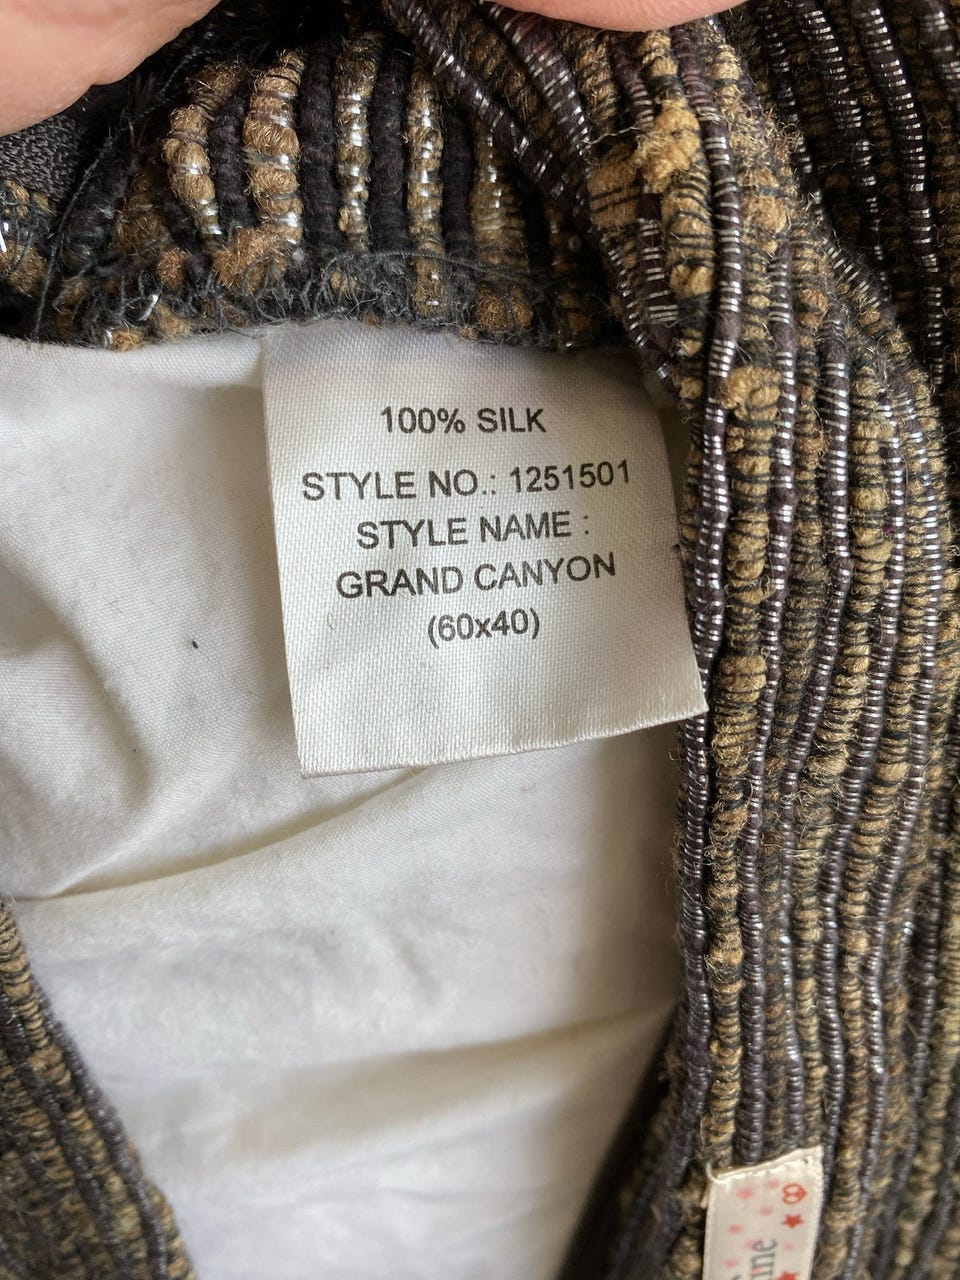 100% SILK
STYLE NO.: 1251501
STYLE NAME :
GRAND CANYON
(60x40)